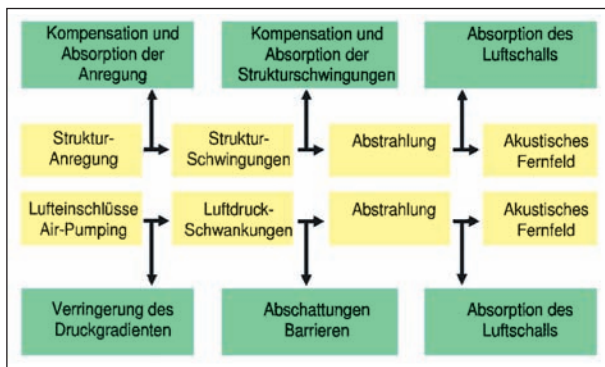 Kompensation und
Absorption der
Anregung
Kompensation und
Absorption der
Strukturschwingungen
Absorption des
Luftschalls
Struktur-
Anregung
Struktur-
Schwingungen
Abstrahlung
Akustisches
Fernfeld
Lufteinschlüsse
Air-Pumping
Luftdruck-
Schwankungen
Abstrahlung
Akustisches
Fernfeld
Verringerung des
Druckgradienten
Abschattungen
Barrieren
Absorption des
Luftschalls